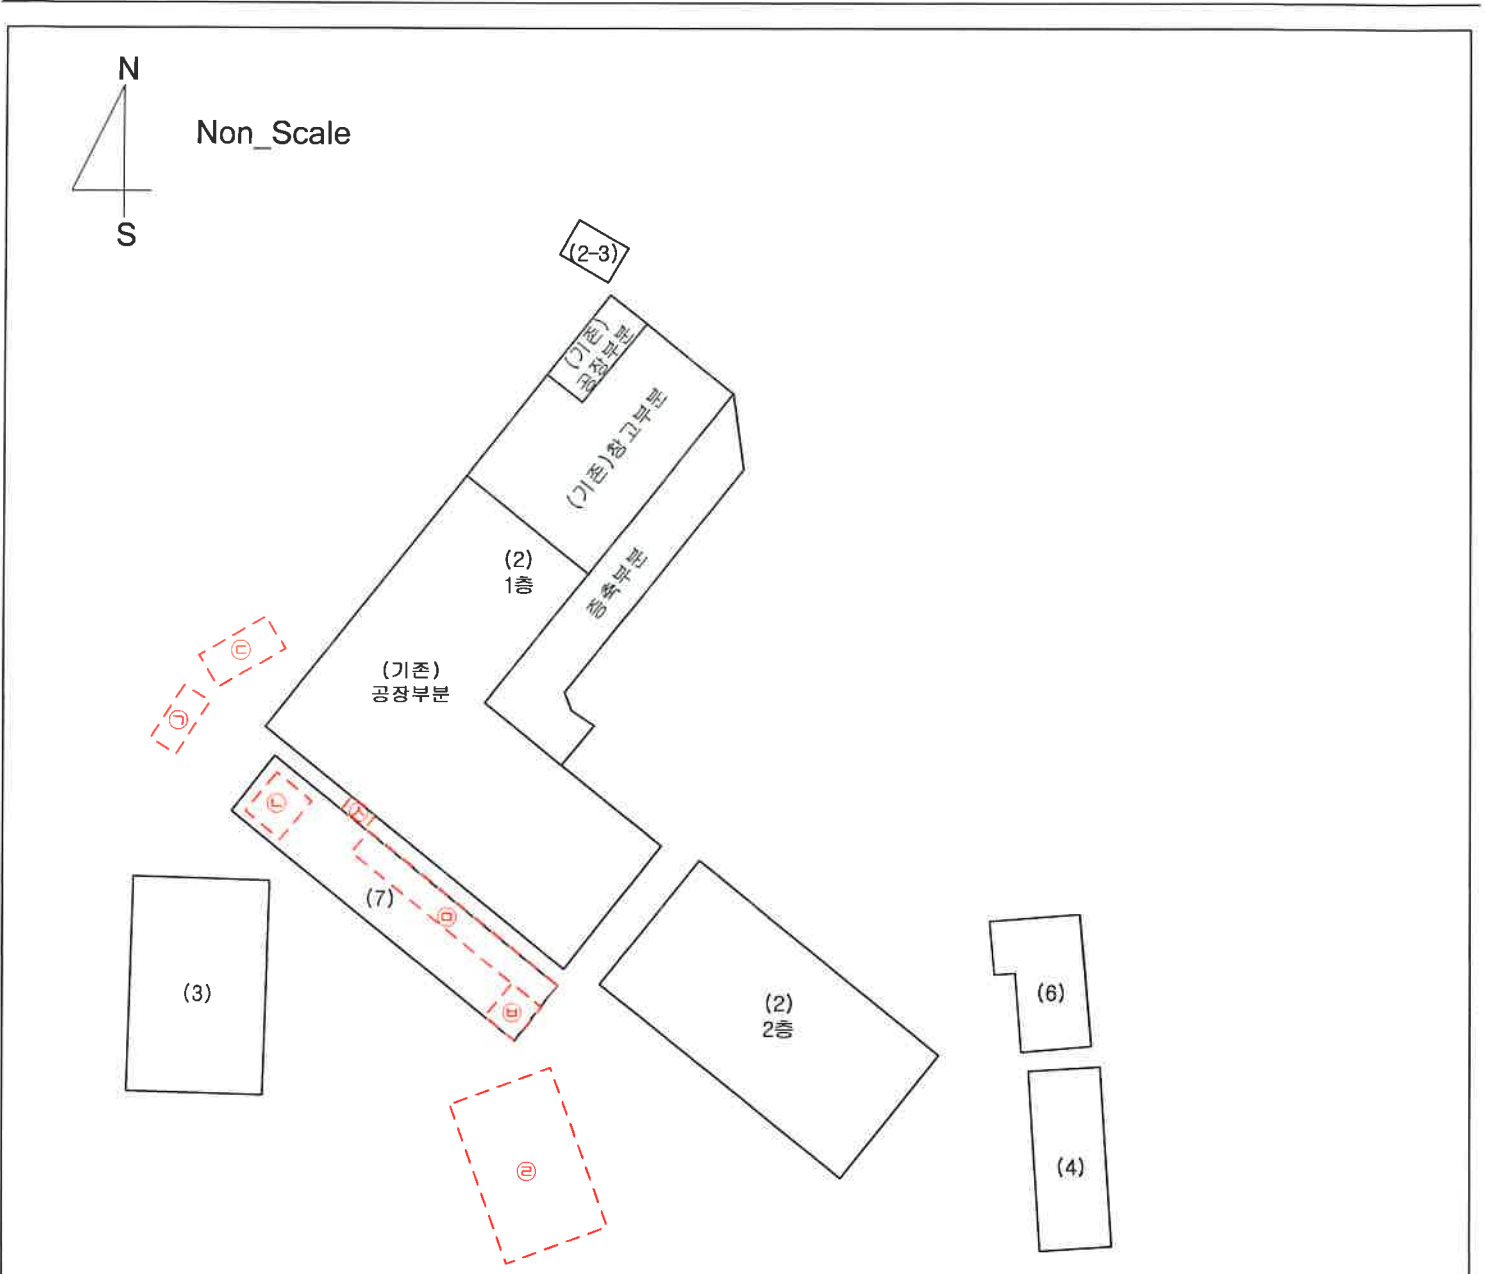 N
Non_Scale
S
(2-3)
(기존)
공장부분
(기존)창고부분
(2)
1층
증축부분
㉢
(기존)
공장부분
㉠
㉡
㉦
(7)
㉤
(3)
㉥
(2)
2층
(6)
㉣
(4)